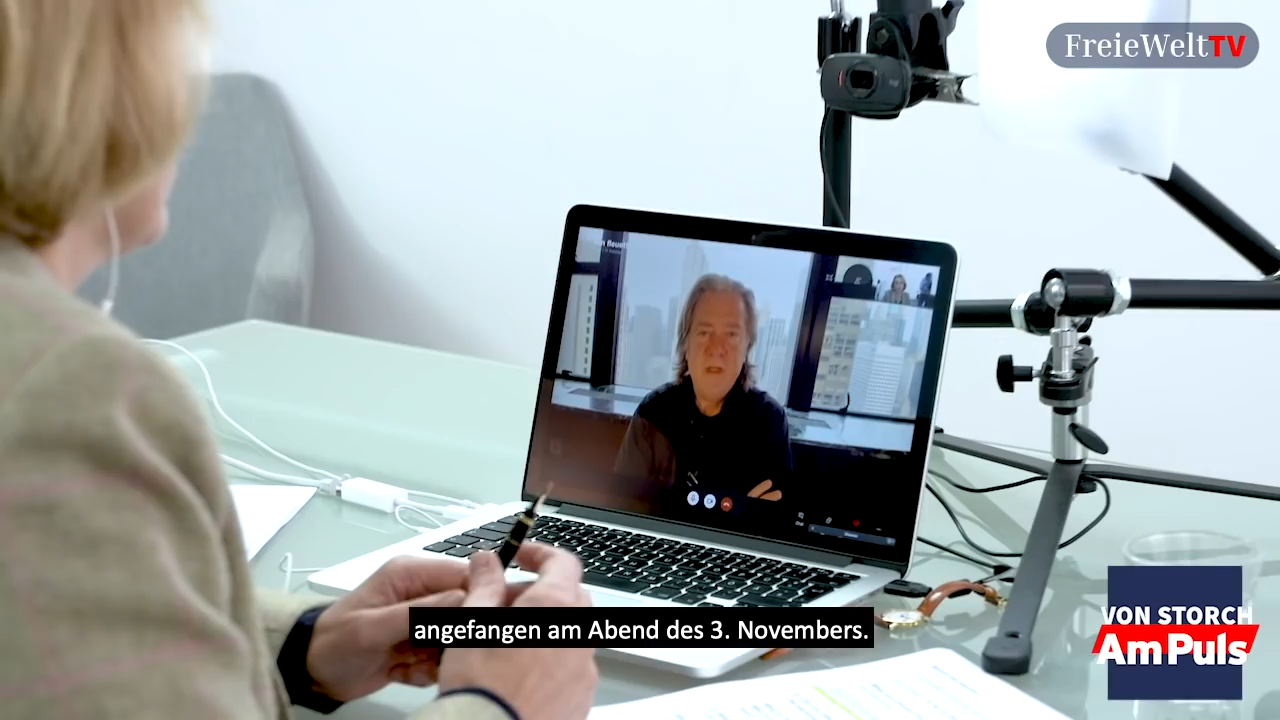 FreieWeltTV
angefangen am Abend des 3. Novembers.
VON STORCH
Am Puls